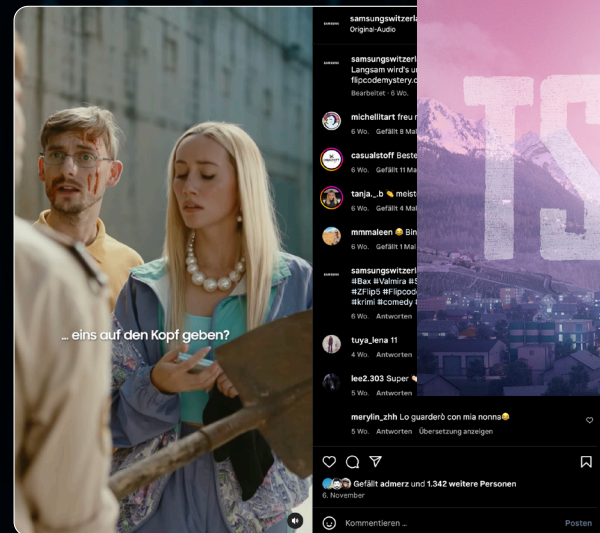 ... eins auf den Kopf geben?
samsungswitzerl
Original-Audio
samsungswitzerl
Langsam wird's u
flipcodemystery.c
Bearbeitet · 6 Wo.
michellitart freu
6 Wo. Gefällt 8 Mal
casualstoff Beste
6 Wo. Gefällt 11 Ma
tanja._.b 👏 meist
6 Wo. Gefällt 4 Mal
mmmaleen 😂 Bin
6 Wo. Gefällt 1 Mal
samsungswitzerl
#Bax #Valmira #S
#ZFlip5 #Flipcod
#krimi #comedy
6 Wo. Antworten
tuya_lena 11
4 Wo. Antworten
lee2.303 Super
5 Wo. Antworten
merylin_zhh Lo guarderò con mia nonna😂
5 Wo. Antworten Übersetzung anzeigen
Gefällt admerz und 1.342 weitere Personen
6. November
Kommentieren ...
Posten
TS